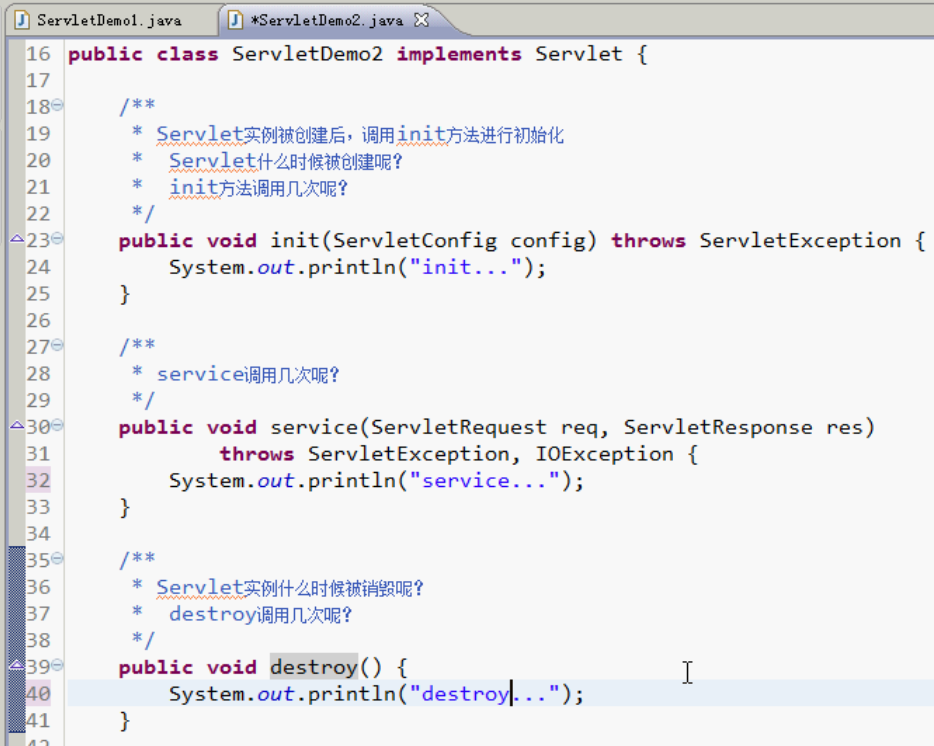 ServletDemo1.java *ServletDemo2.java
16 public class ServletDemo2 implements Servlet {
17
18 /**
19 * Servlet实例被创建后，调用init方法进行初始化
20 * Servlet什么时候被创建呢？
21 * init方法调用几次呢？
22 */
23 public void init(ServletConfig config) throws ServletException {
24 System.out.println("init...");
25 }
26
27 /**
28 * service调用几次呢？
29 */
30 public void service(ServletRequest req, ServletResponse res)
31 throws ServletException, IOException {
32 System.out.println("service...");
33 }
34
35 /**
36 * Servlet实例什么时候被销毁呢？
37 * destroy调用几次呢？
38 */
39 public void destroy() {
40 System.out.println("destroy...");
41 }
42